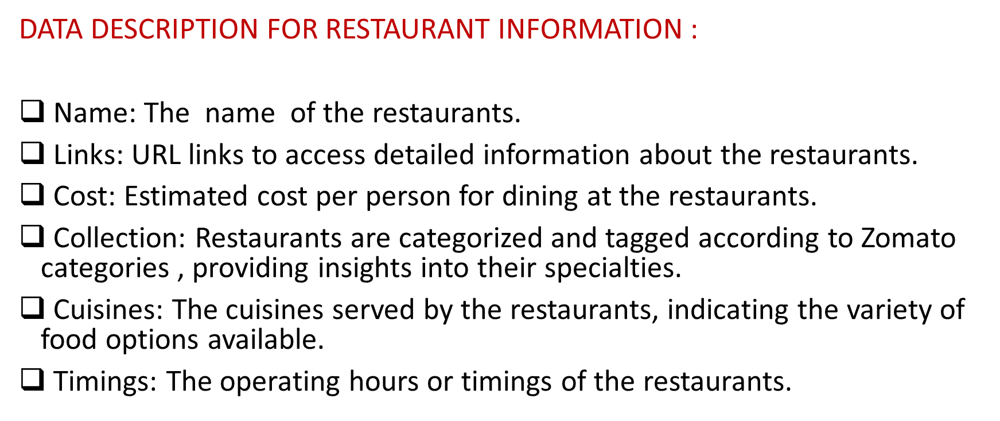 DATA DESCRIPTION FOR RESTAURANT INFORMATION :
❑ Name: The  name  of the restaurants.
❑ Links: URL links to access detailed information about the restaurants.
❑ Cost: Estimated cost per person for dining at the restaurants.
❑ Collection: Restaurants are categorized and tagged according to Zomato
categories , providing insights into their specialties.
❑ Cuisines: The cuisines served by the restaurants, indicating the variety of
food options available.
❑ Timings: The operating hours or timings of the restaurants.